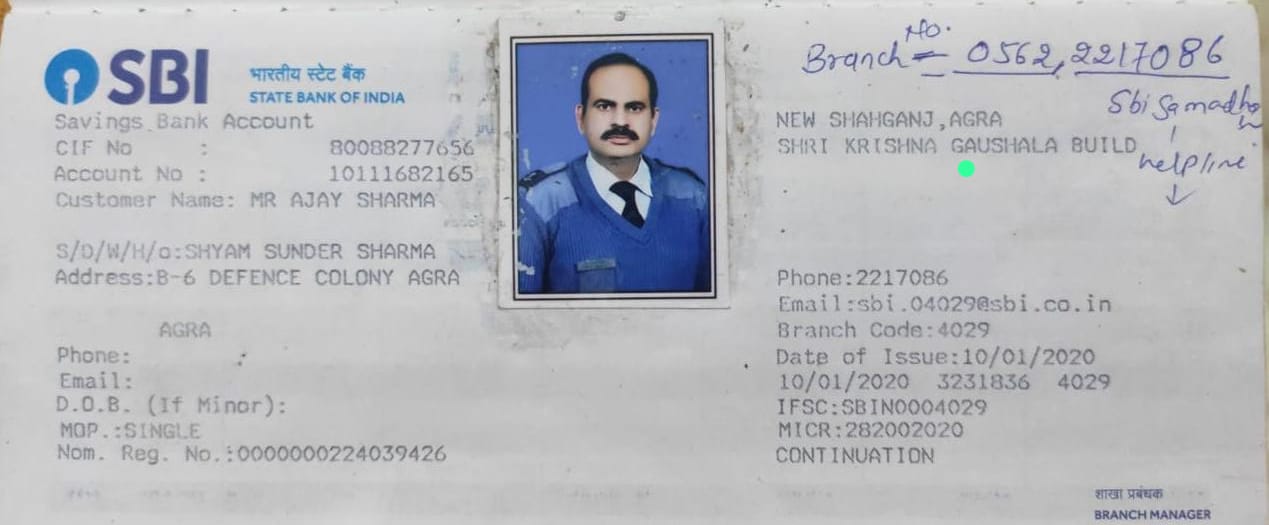 SBI
भारतीय स्टेट बैंक
STATE BANK OF INDIA
Savings Bank Account
CIF No : 80088277656
Account No : 10111682165
Customer Name: MR AJAY SHARMA
S/D/W/H/o:SHYAM SUNDER SHARMA
Address:B-6 DEFENCE COLONY AGRA
AGRA
Phone:
Email:
D.O.B. (If Minor):
MOP.:SINGLE
Nom. Reg. No.:0000000224039426
Branch No. = 0562, 2217086
Sbi Samadhan
helpline
NEW SHAHGANJ,AGRA
SHRI KRISHNA GAUSHALA BUILD
Phone:2217086
Email:sbi.04029@sbi.co.in
Branch Code:4029
Date of Issue:10/01/2020
10/01/2020 3231836 4029
IFSC:SBIN0004029
MICR:282002020
CONTINUATION
शाखा प्रबंधक
BRANCH MANAGER